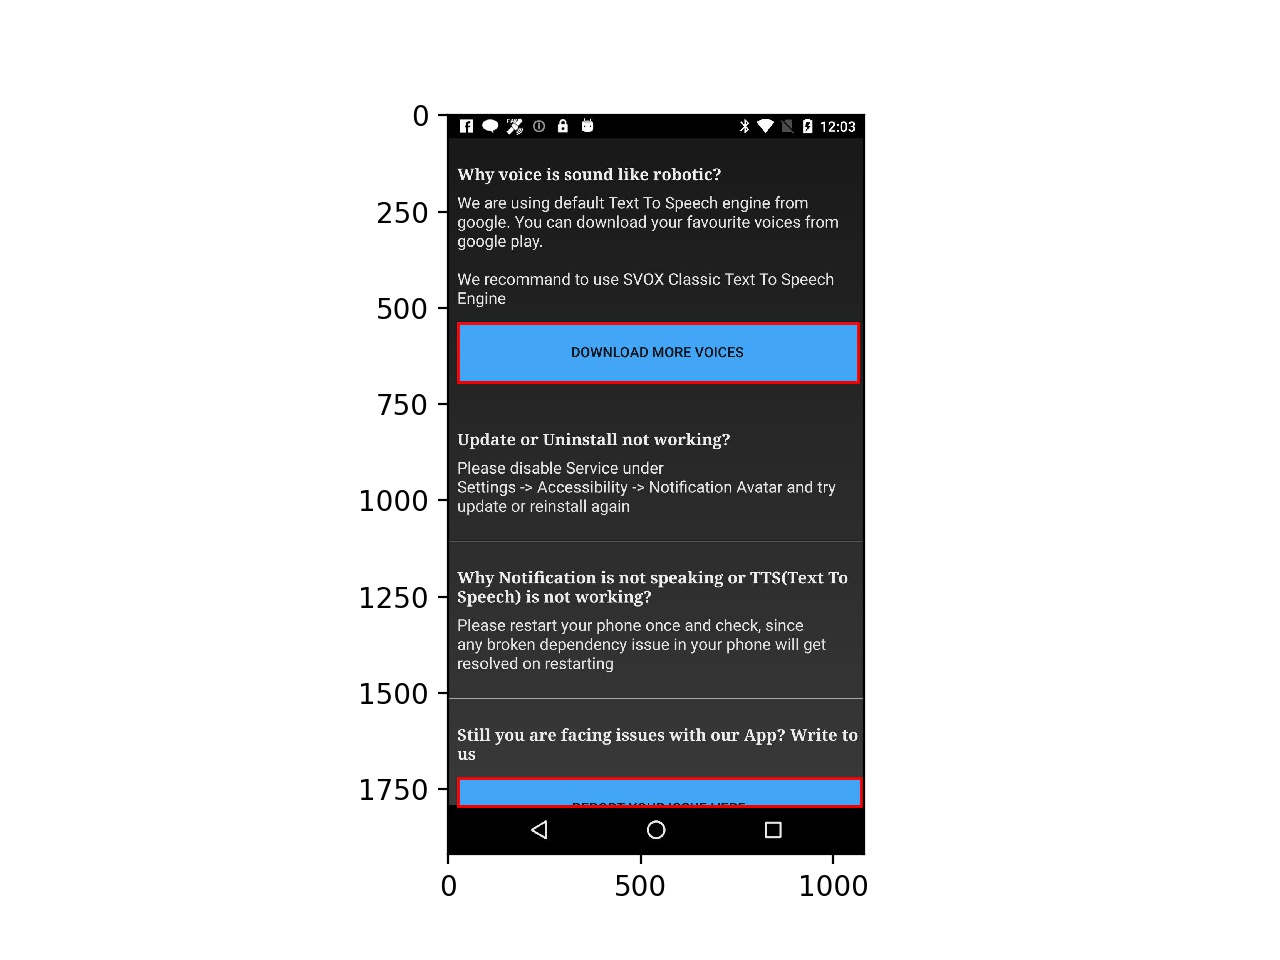 0
250
500
750
1000
1250
1500
1750
12:03
Why voice is sound like robotic?
We are using default Text To Speech engine from
google. You can download your favourite voices from
google play.
We recommand to use SVOX Classic Text To Speech
Engine
DOWNLOAD MORE VOICES
Update or Uninstall not working?
Please disable Service under
Settings -> Accessibility -> Notification Avatar and try
update or reinstall again
Why Notification is not speaking or TTS(Text To
Speech) is not working?
Please restart your phone once and check, since
any broken dependency issue in your phone will get
resolved on restarting
Still you are facing issues with our App? Write to
us
REPORT YOUR ISSUE HERE
0
500
1000